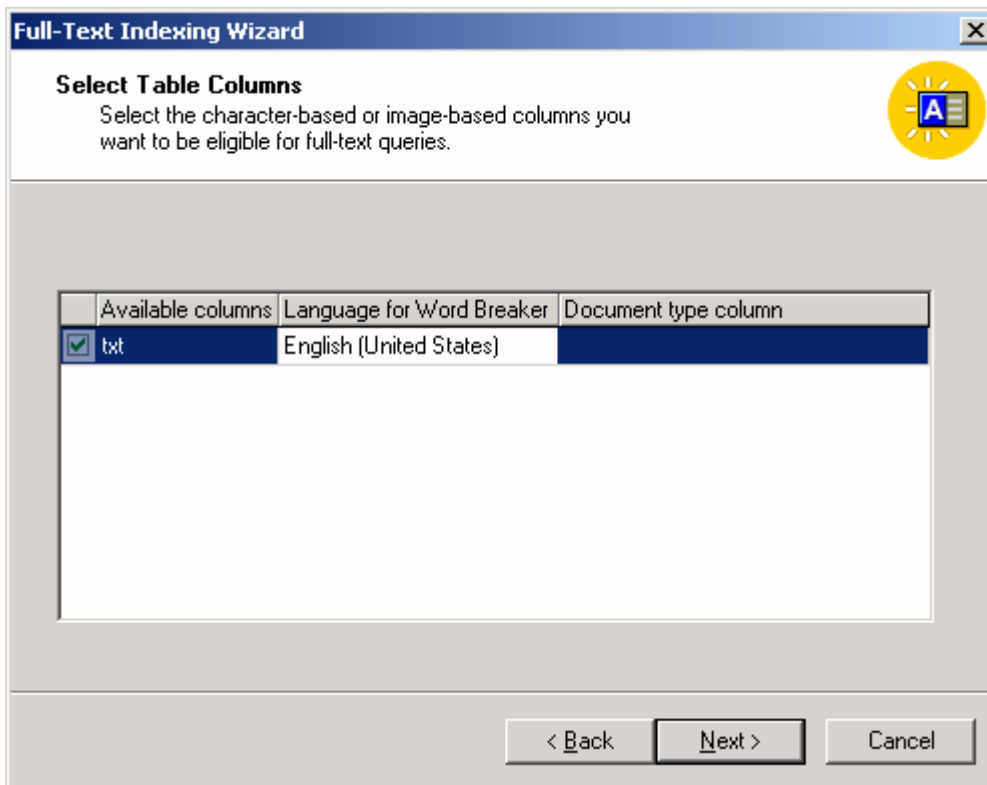 Full-Text Indexing Wizard
Select Table Columns
Select the character-based or image-based columns you
want to be eligible for full-text queries.
A
Available columns Language for Word Breaker Document type column
txt English (United States)
< Back Next > Cancel